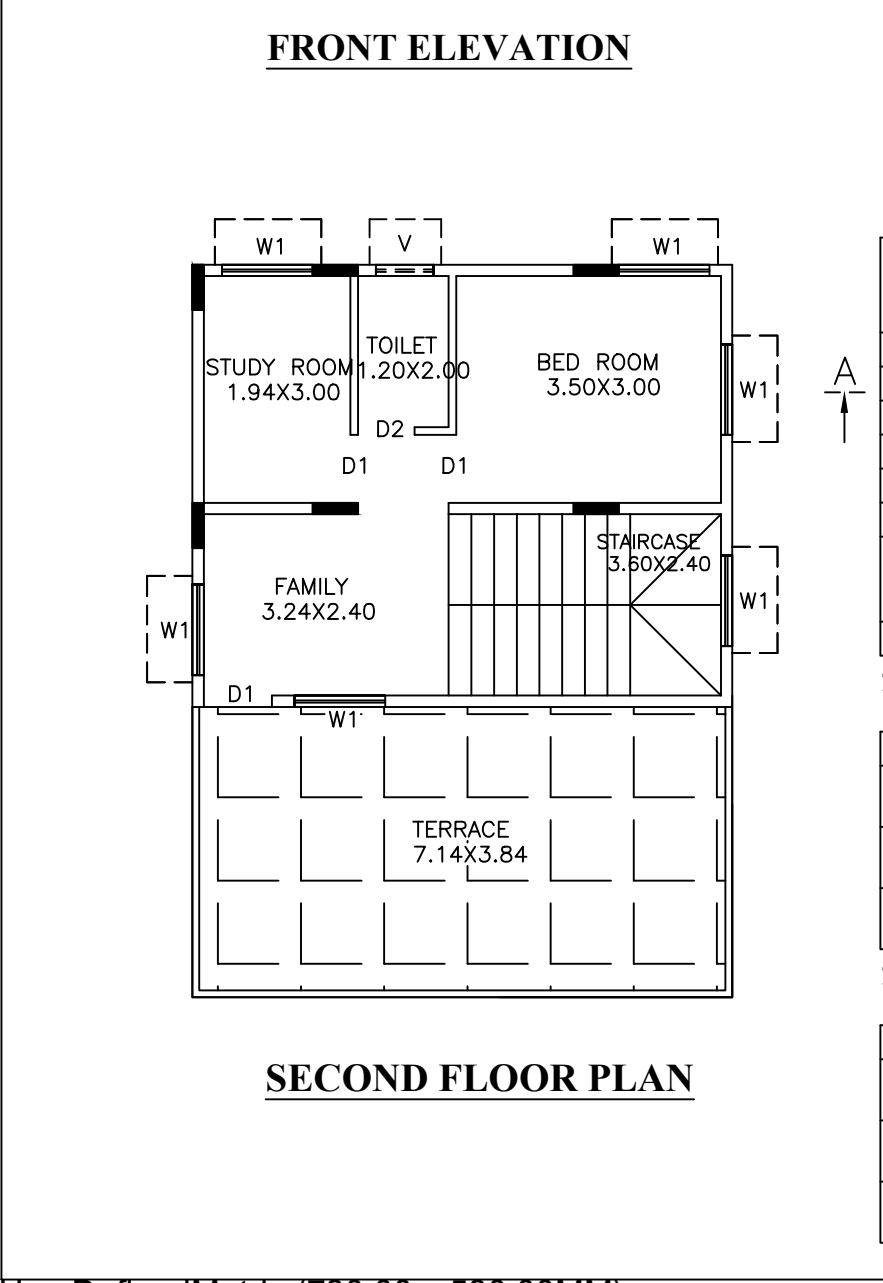 FRONT ELEVATION
W1
V
W1
TOILET
1.20X2.00
STUDY ROOM
1.94X3.00
BED ROOM
3.50X3.00
W1
A
D2
D1
D1
STAIRCASE
3.60X2.40
FAMILY
3.24X2.40
W1
W1
D1
W1
TERRACE
7.14X3.84
SECOND FLOOR PLAN